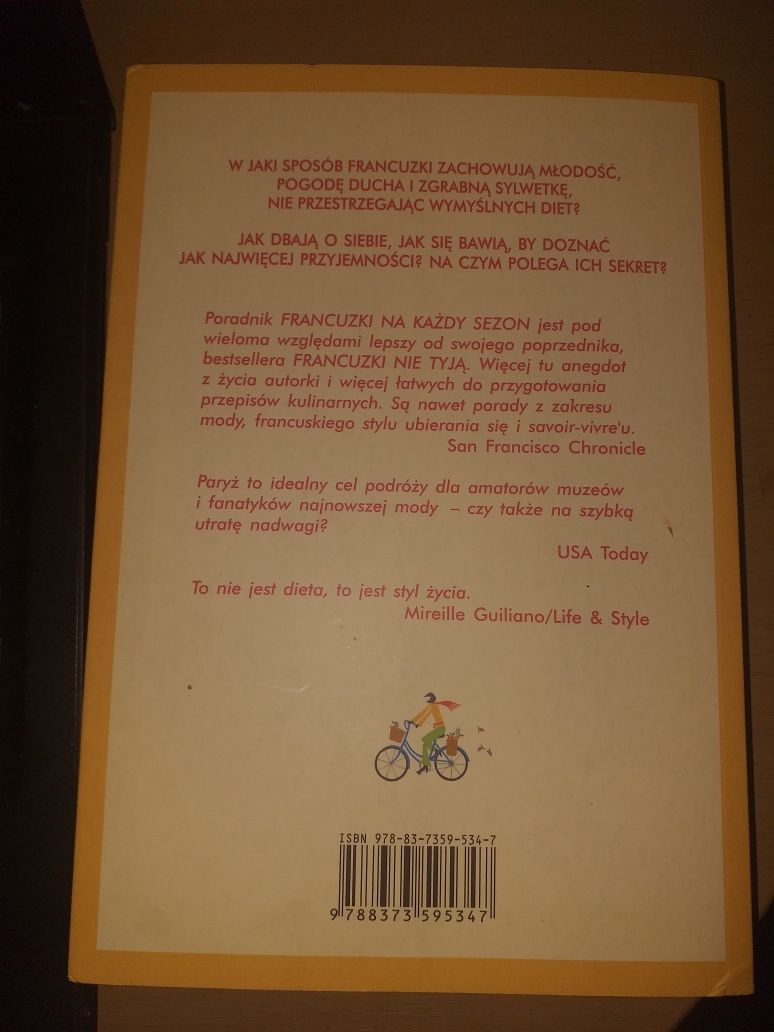 W JAKI SPOSÓB FRANCUZKI ZACHOWUJĄ MŁODOŚĆ,
POGODĘ DUCHA I ZGRABNĄ SYLWETKĘ,
NIE PRZESTRZEGAJĄC WYMYŚLNYCH DIET?
JAK DBAJĄ O SIEBIE, JAK SIĘ BAWIĄ, BY DOZNAĆ
JAK NAJWIĘCEJ PRZYJEMNOŚCI? NA CZYM POLEGA ICH SEKRET?
Poradnik FRANCUZKI NA KAŻDY SEZON jest pod
wieloma względami lepszy od swojego poprzednika,
bestsellera FRANCUZKI NIE TYJĄ. Więcej tu anegdot
z życia autorki i więcej łatwych do przygotowania
przepisów kulinarnych. Są nawet porady z zakresu
mody, francuskiego stylu ubierania się i savoir-vivre'u.
San Francisco Chronicle
Paryż to idealny cel podróży dla amatorów muzeów
i fanatyków najnowszej mody – czy także na szybką
utratę nadwagi?
USA Today
To nie jest dieta, to jest styl życia.
Mireille Guiliano/Life & Style
ISBN 978-83-7359-534-7
9 788373 595347